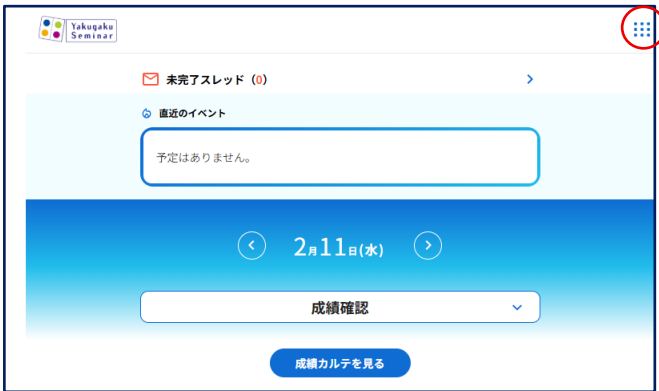 Yakugaku
Seminar
未完了スレッド（0）
直近のイベント
予定はありません。
2月11日(水)
成績確認
成績カルテを見る